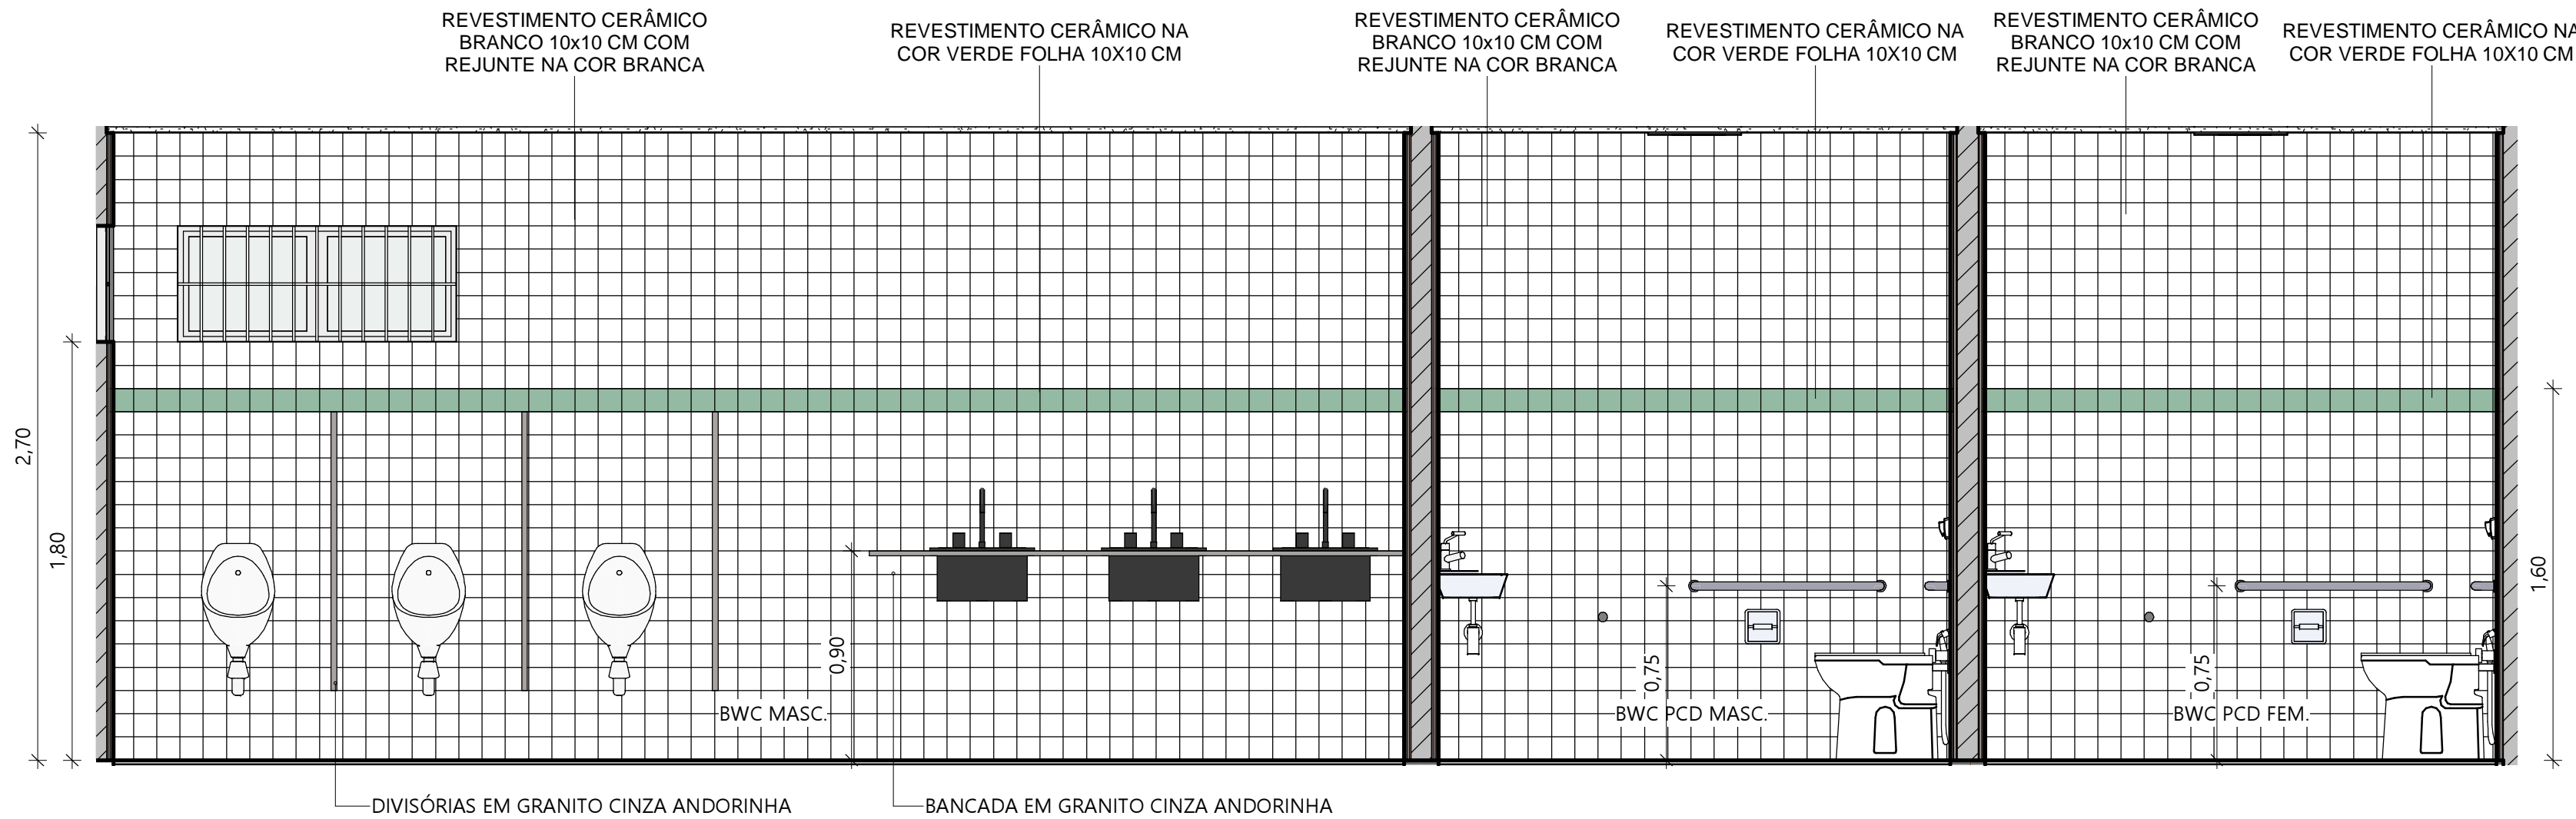 REVESTIMENTO CERÂMICO
BRANCO 10x10 CM COM
REJUNTE NA COR BRANCA
REVESTIMENTO CERÂMICO NA
COR VERDE FOLHA 10X10 CM
REVESTIMENTO CERÂMICO
BRANCO 10x10 CM COM
REJUNTE NA COR BRANCA
REVESTIMENTO CERÂMICO NA
COR VERDE FOLHA 10X10 CM
REVESTIMENTO CERÂMICO
BRANCO 10x10 CM COM
REJUNTE NA COR BRANCA
REVESTIMENTO CERÂMICO NA
COR VERDE FOLHA 10X10 CM
2,70
1,80
0,90
0,75
0,75
1,60
BWC MASC.
BWC PCD MASC.
BWC PCD FEM.
DIVISÓRIAS EM GRANITO CINZA ANDORINHA
BANCADA EM GRANITO CINZA ANDORINHA